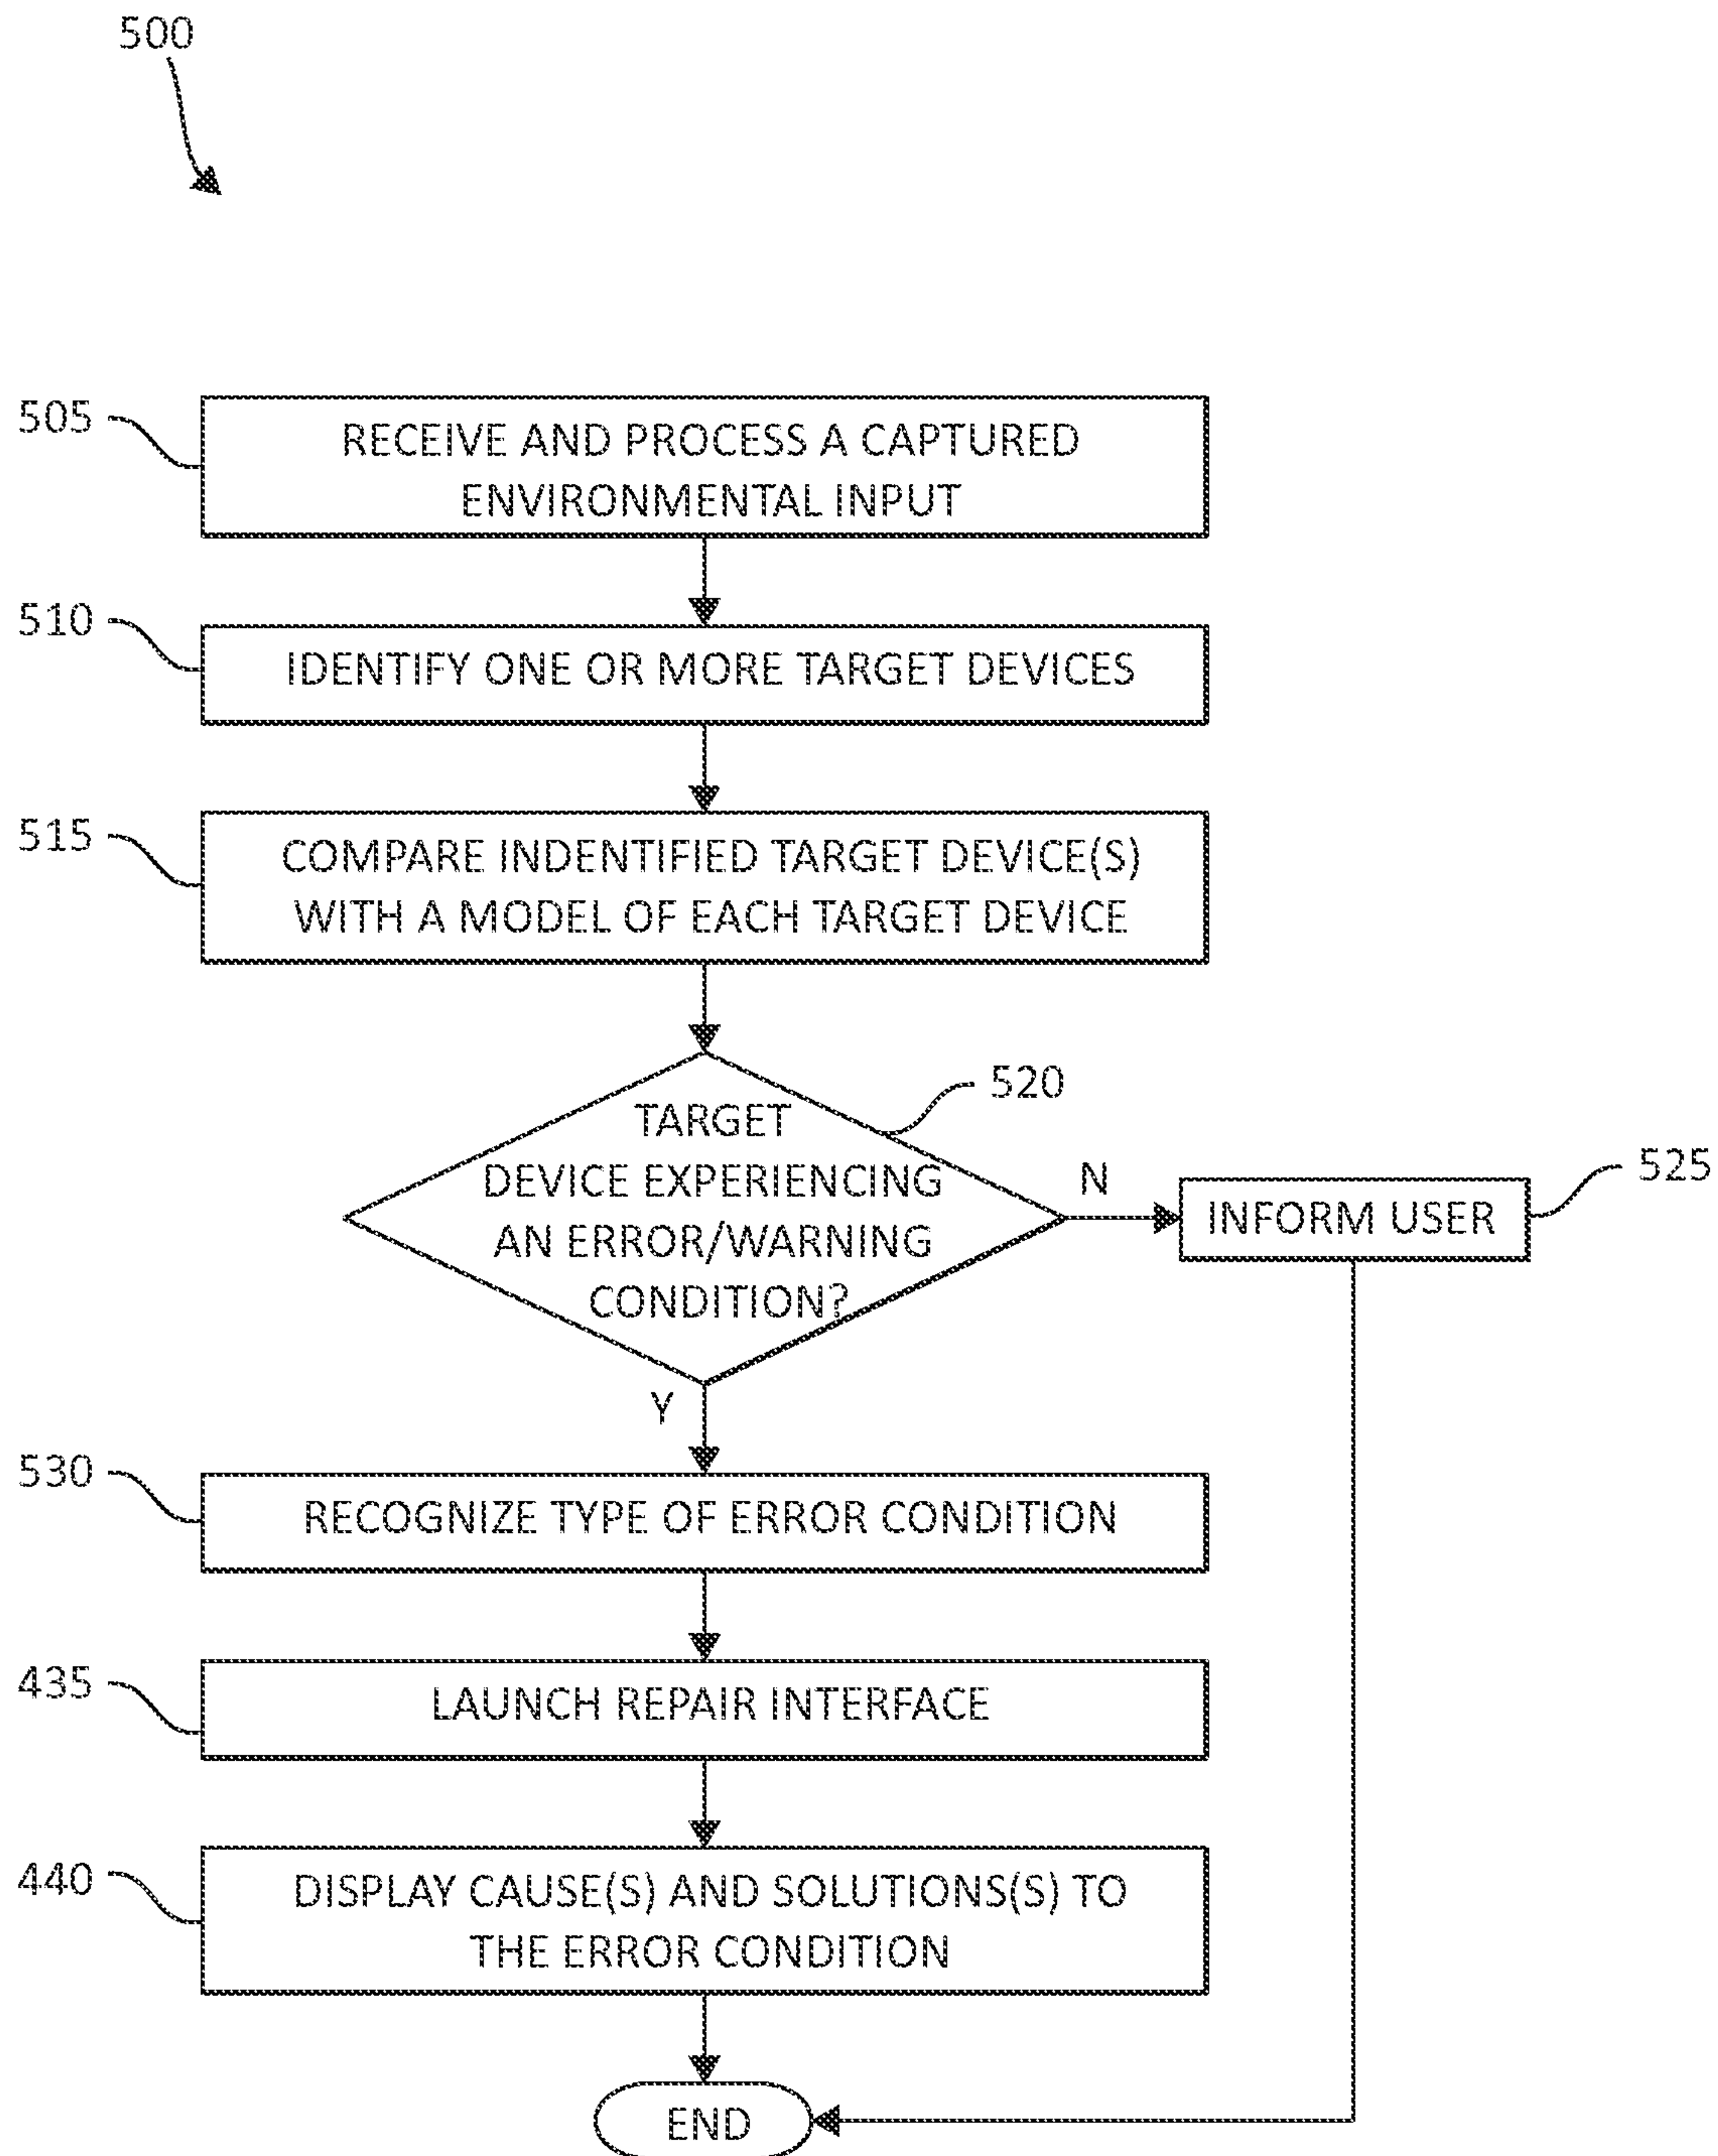 500
505
RECEIVE AND PROCESS A CAPTURED
ENVIRONMENTAL INPUT
510
IDENTIFY ONE OR MORE TARGET DEVICES
515
COMPARE INDENTIFIED TARGET DEVICE(S)
WITH A MODEL OF EACH TARGET DEVICE
520
TARGET
DEVICE EXPERIENCING
AN ERROR/WARNING
CONDITION?
N
INFORM USER
525
Y
530
RECOGNIZE TYPE OF ERROR CONDITION
435
LAUNCH REPAIR INTERFACE
440
DISPLAY CAUSE(S) AND SOLUTIONS(S) TO
THE ERROR CONDITION
END